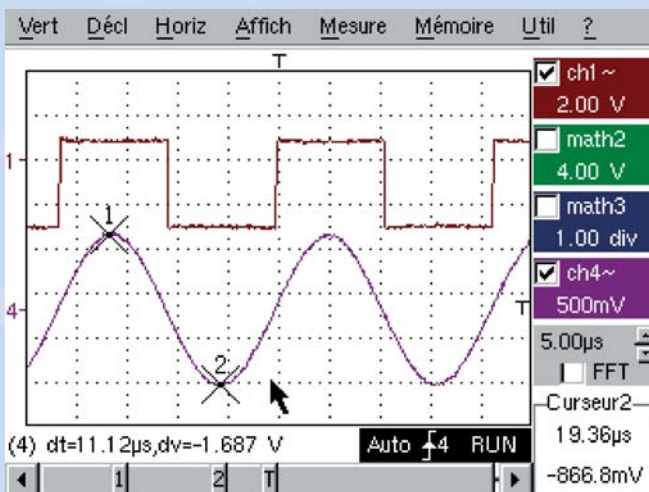 Vert Décl Horiz Affich Mesure Mémoire Util ?
T
ch1 ~
2.00 V
math2
4.00 V
math3
1.00 div
ch4~
500mV
5.00µs
FFT
Curseur2
19.36µs
-866.8mV
1
1
4
2
T
(4) dt=11.12µs,dv=-1.687 V
Auto 4 RUN
1 2 T